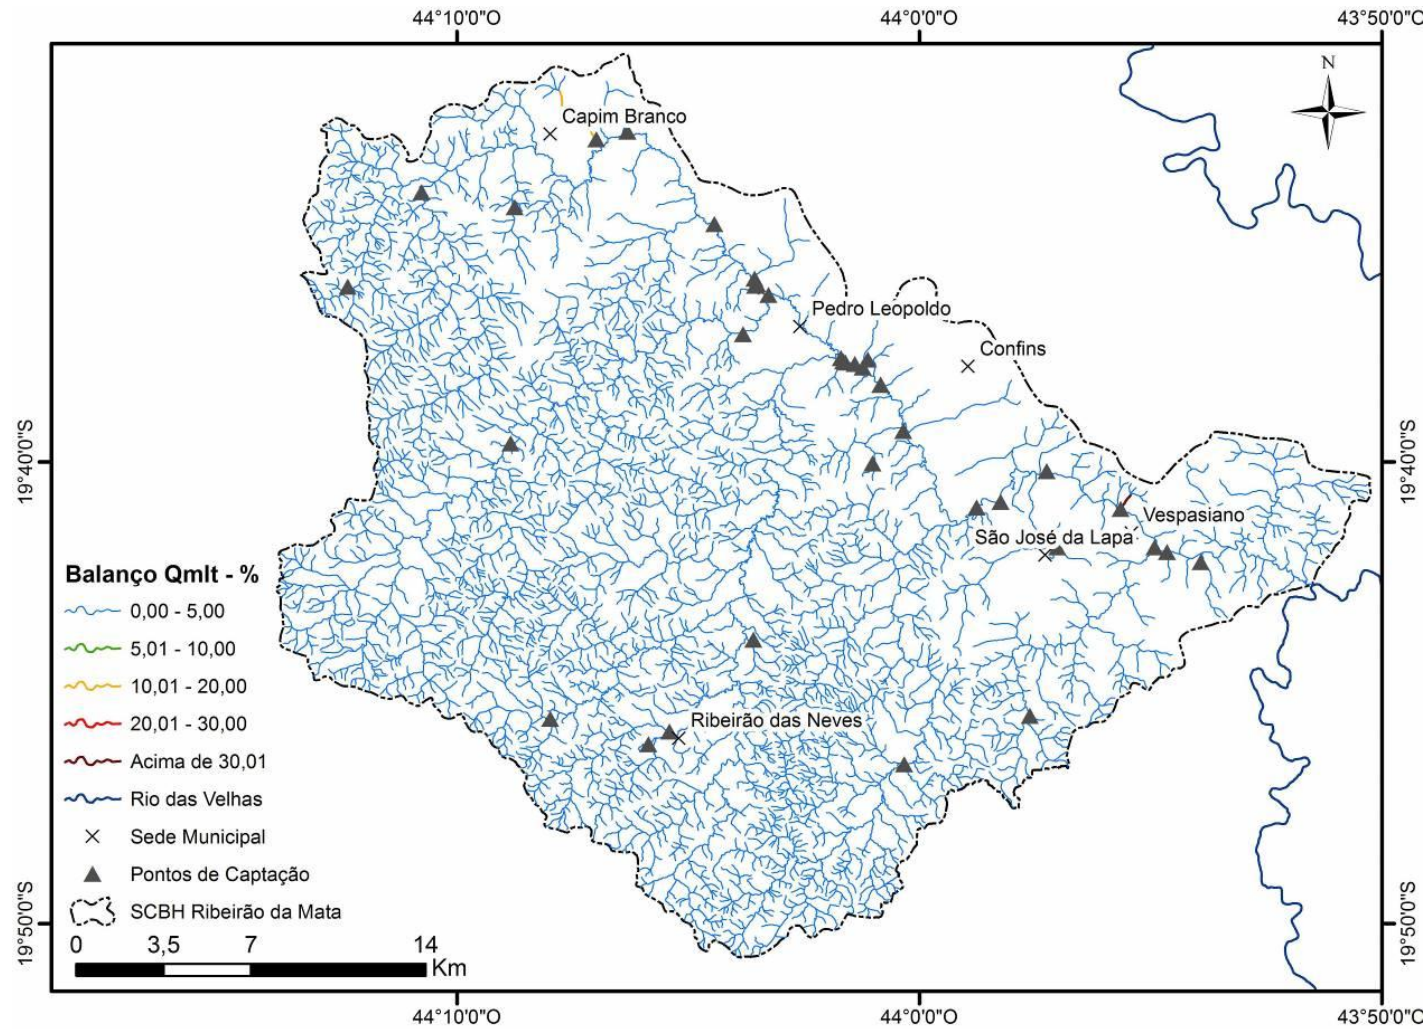 44°10'0"O
44°0'0"O
43°50'0"O
N
Capim Branco
Pedro Leopoldo
Confins
19°40'0"S
19°40'0"S
Vespasiano
São José da Lapa
Balanço Qmlt - %
0,00 - 5,00
5,01 - 10,00
10,01 - 20,00
20,01 - 30,00
Acima de 30,01
Rio das Velhas
Sede Municipal
Pontos de Captação
SCBH Ribeirão da Mata
Ribeirão das Neves
19°50'0"S
19°50'0"S
0 3,5 7 14
Km
44°10'0"O
44°0'0"O
43°50'0"O